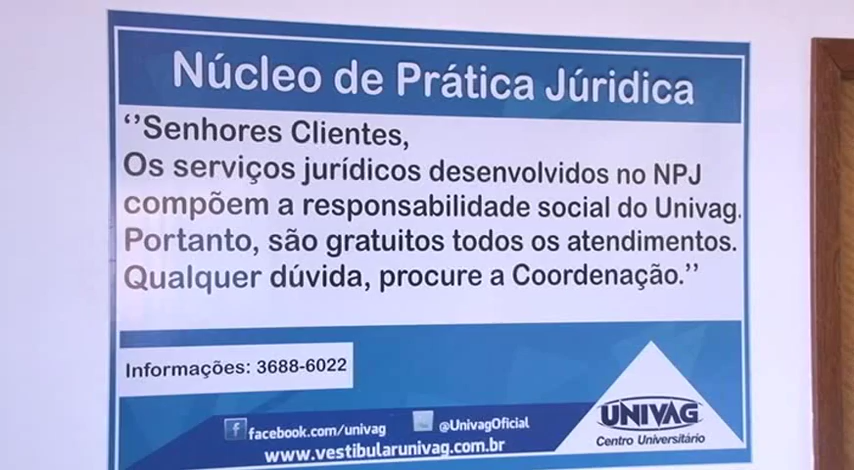 Núcleo de Prática Júridica
‘’Senhores Clientes,
Os serviços jurídicos desenvolvidos no NPJ
compõem a responsabilidade social do Univag.
Portanto, são gratuitos todos os atendimentos.
Qualquer dúvida, procure a Coordenação.’’
Informações: 3688-6022
f facebook.com/univag @UnivagOficial
www.vestibularunivag.com.br
UNIVAG
Centro Universitário